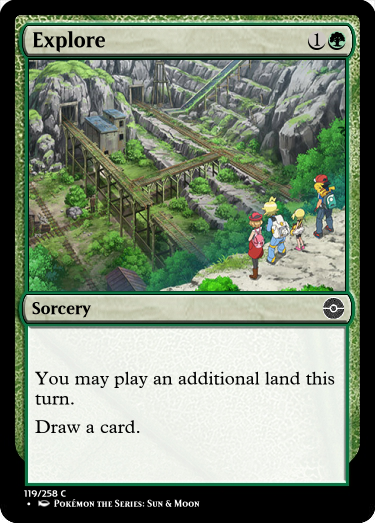 Explore 1
Sorcery
You may play an additional land this
turn.
Draw a card.
119/258 C
• Pokémon the Series: Sun & Moon